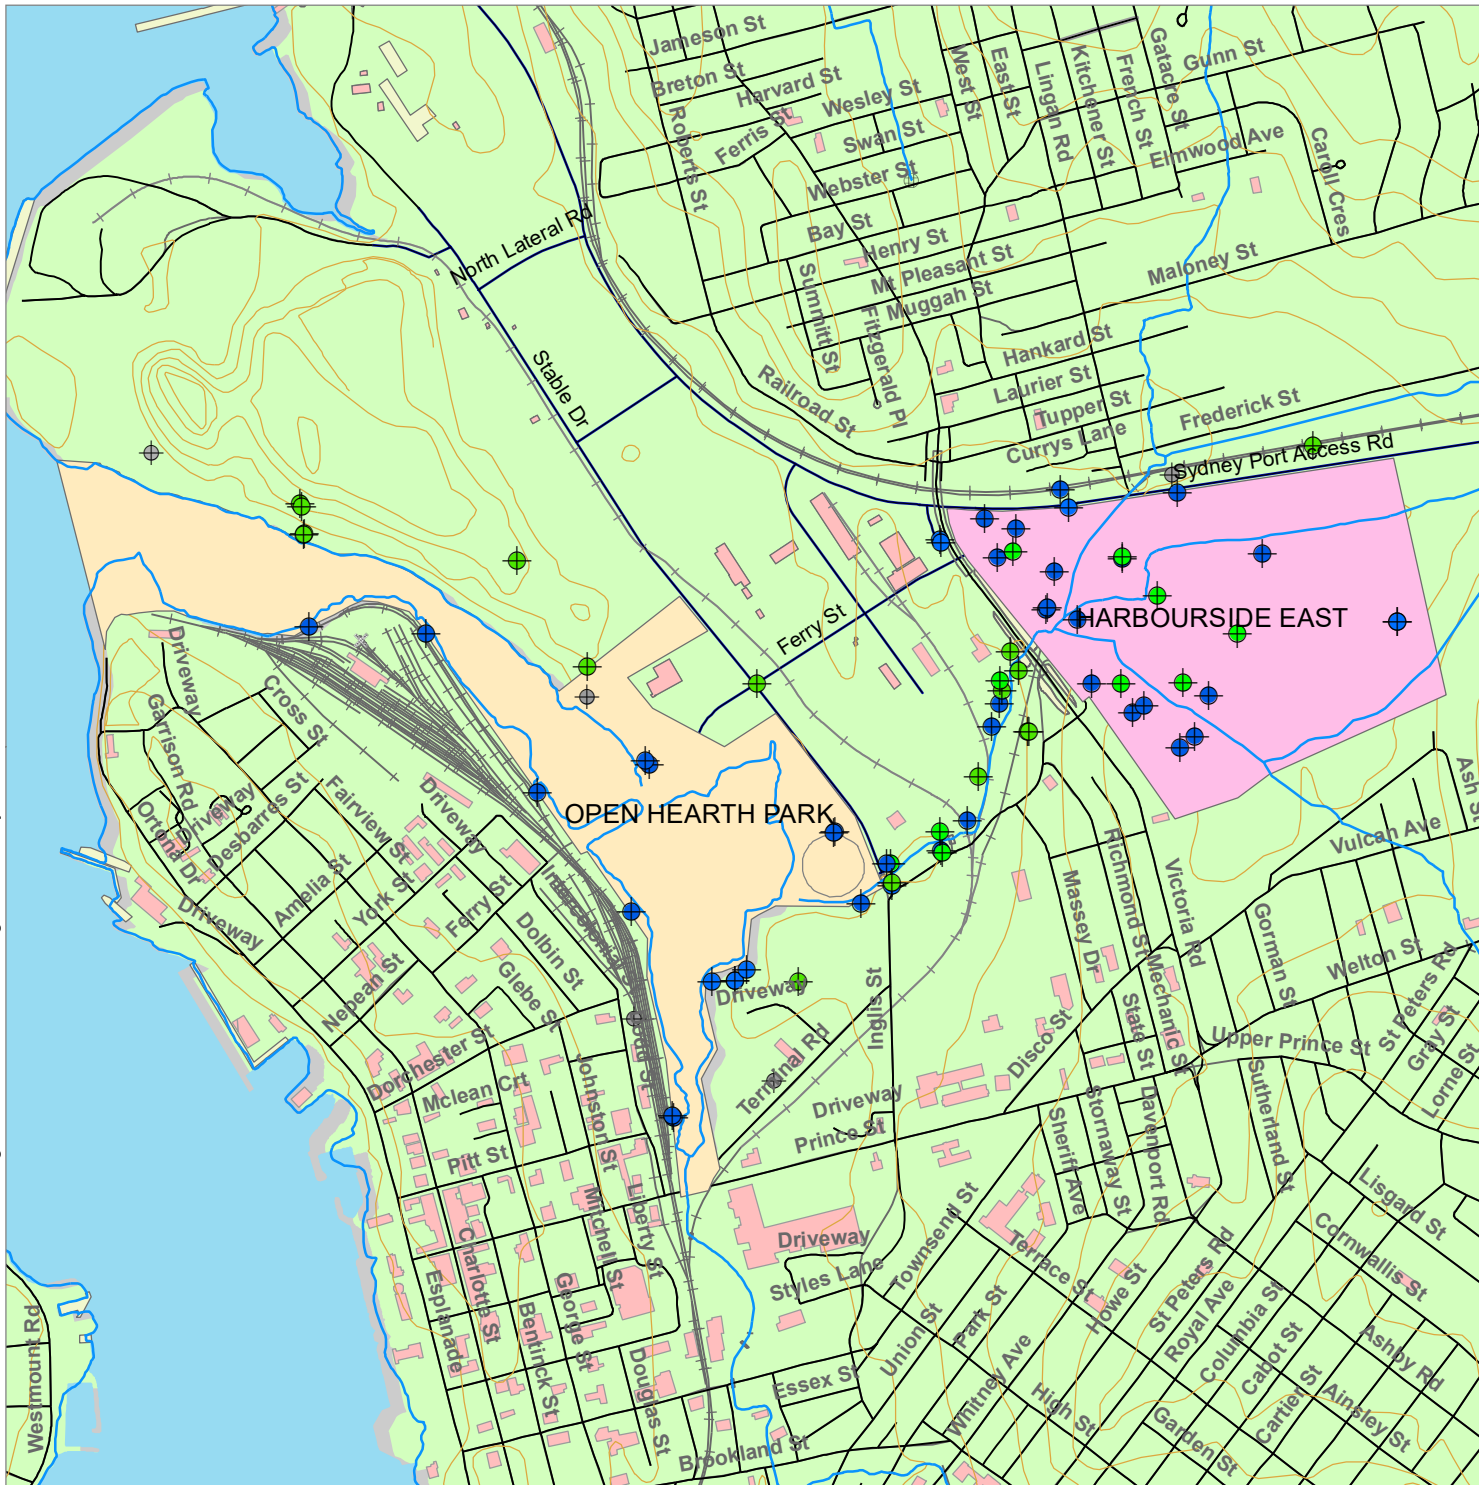 Jameson St
Breton St
Harvard St
Wesley St
Ferris St
Swan St
Roberts St
Webster St
Bay St
Henry St
Mt Pleasant St
Muggah St
Summitt St
Fitzgerald Pl
West St
East St
Lingan Rd
Kitchener St
French St
Gatacre St
Gunn St
Elmwood Ave
Caroll Cres
Maloney St
Hankard St
Laurier St
Tupper St
Currys Lane
Frederick St
Railroad St
North Lateral Rd
Stable Dr
Sydney Port Access Rd
HARBOURSIDE EAST
Ferry St
OPEN HEARTH PARK
Driveway
Garrison Rd
Cross St
Ortona Dr
Driveway
Desbarres St
Fairview St
Driveway
Amelia St
York St
Ferry St
Driveway
Nepean St
Dolbin St
Glebe St
Dorchester St
Mclean Crt
Johnston St
Pitt St
Mitchell St
Liberty St
Charlotte St
Esplanade
Bentinck St
George St
Douglas St
Westmount Rd
Driveway
Inglis St
Terminal Rd
Driveway
Prince St
Driveway
Styles Lane
Essex St
Brookland St
Townsend St
Union St
Park St
Whitney Ave
High St
Terrace St
Howe St
St Peters Rd
Royal Ave
Columbia St
Cabot St
Cartier St
Garden St
Ainsley St
Ashby Rd
Cornwallis St
Lisgard St
Massey Dr
Richmond St
Victoria Rd
Mechanic St
State St
Disco St
Sheriff Ave
Stornaway St
Davenport Rd
Sutherland St
Upper Prince St
Gorman St
Welton St
Vulcan Ave
Ash St
St Peters Rd
Gray St
Lorne St